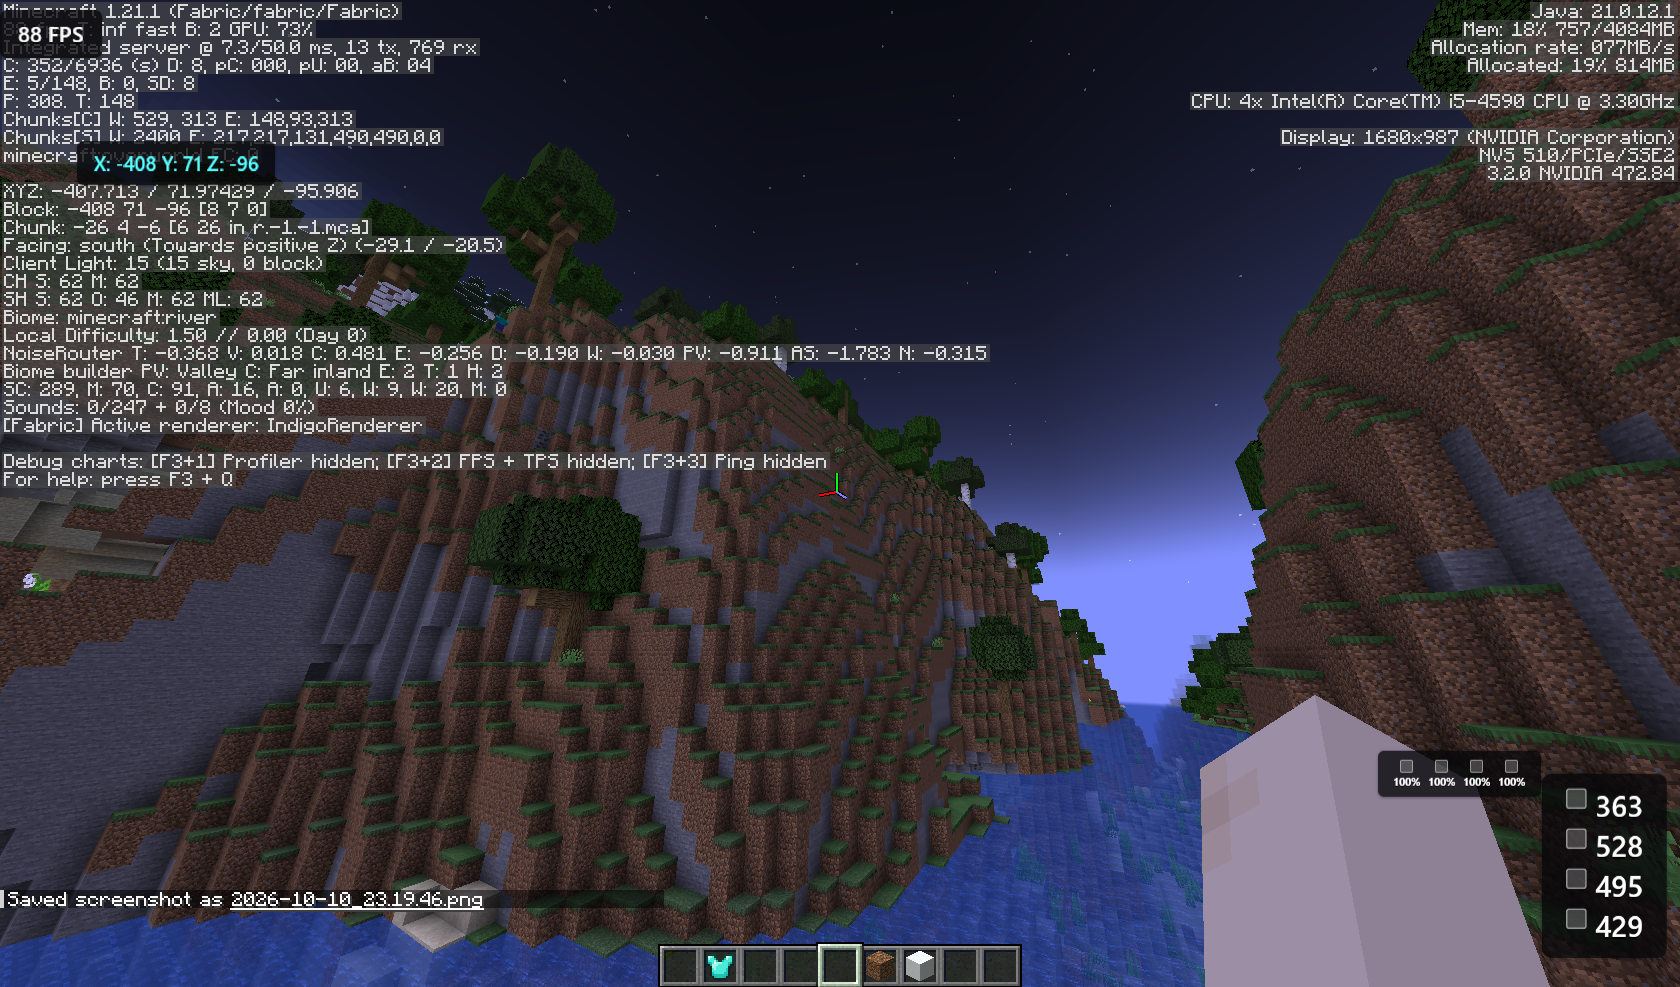 Minecraft 1.21.1 (Fabric/fabric/Fabric)
88 FPS
inf fast B: 2 GPU: 73%
Integrated server @ 7.3/50.0 ms, 13 tx, 769 rx
C: 352/6936 (s) D: 8, pC: 000, pU: 00, aB: 04
E: 5/148, B: 0, SD: 8
P: 308. T: 148
Chunks[C] W: 529, 313 E: 148,93,313
Chunks[S] W: 2400 E: 217,217,131,490,490,0,0
X: -408 Y: 71 Z: -96
XYZ: -407.713 / 71.97429 / -95.906
Block: -408 71 -96 [8 7 0]
Chunk: -26 4 -6 [6 26 in r.-1.-1.mca]
Facing: south (Towards positive Z) (-29.1 / -20.5)
Client Light: 15 (15 sky, 0 block)
CH S: 62 M: 62
SH S: 62 O: 46 M: 62 ML: 62
Biome: minecraft:river
Local Difficulty: 1.50 // 0.00 (Day 0)
NoiseRouter T: -0.368 V: 0.018 C: 0.481 E: -0.256 D: -0.190 W: -0.030 PV: -0.911 AS: -1.783 N: -0.315
Biome builder PV: Valley C: Far inland E: 2 T: 1 H: 2
SC: 289, M: 70, C: 91, A: 16, A: 0, U: 6, W: 9, W: 20, M: 0
Sounds: 0/247 + 0/8 (Mood 0%)
[Fabric] Active renderer: IndigoRenderer
Debug charts: [F3+1] Profiler hidden; [F3+2] FPS + TPS hidden; [F3+3] Ping hidden
For help: press F3 + Q
Java: 21.0.12.1
Mem: 18% 757/4084MB
Allocation rate: 077MB/s
Allocated: 19% 814MB
CPU: 4x Intel(R) Core(TM) i5-4590 CPU @ 3.30GHz
Display: 1680x987 (NVIDIA Corporation)
NVS 510/PCIe/SSE2
3.2.0 NVIDIA 472.84
100% 100% 100% 100%
363
528
495
429
Saved screenshot as 2026-10-10_23.19.46.png